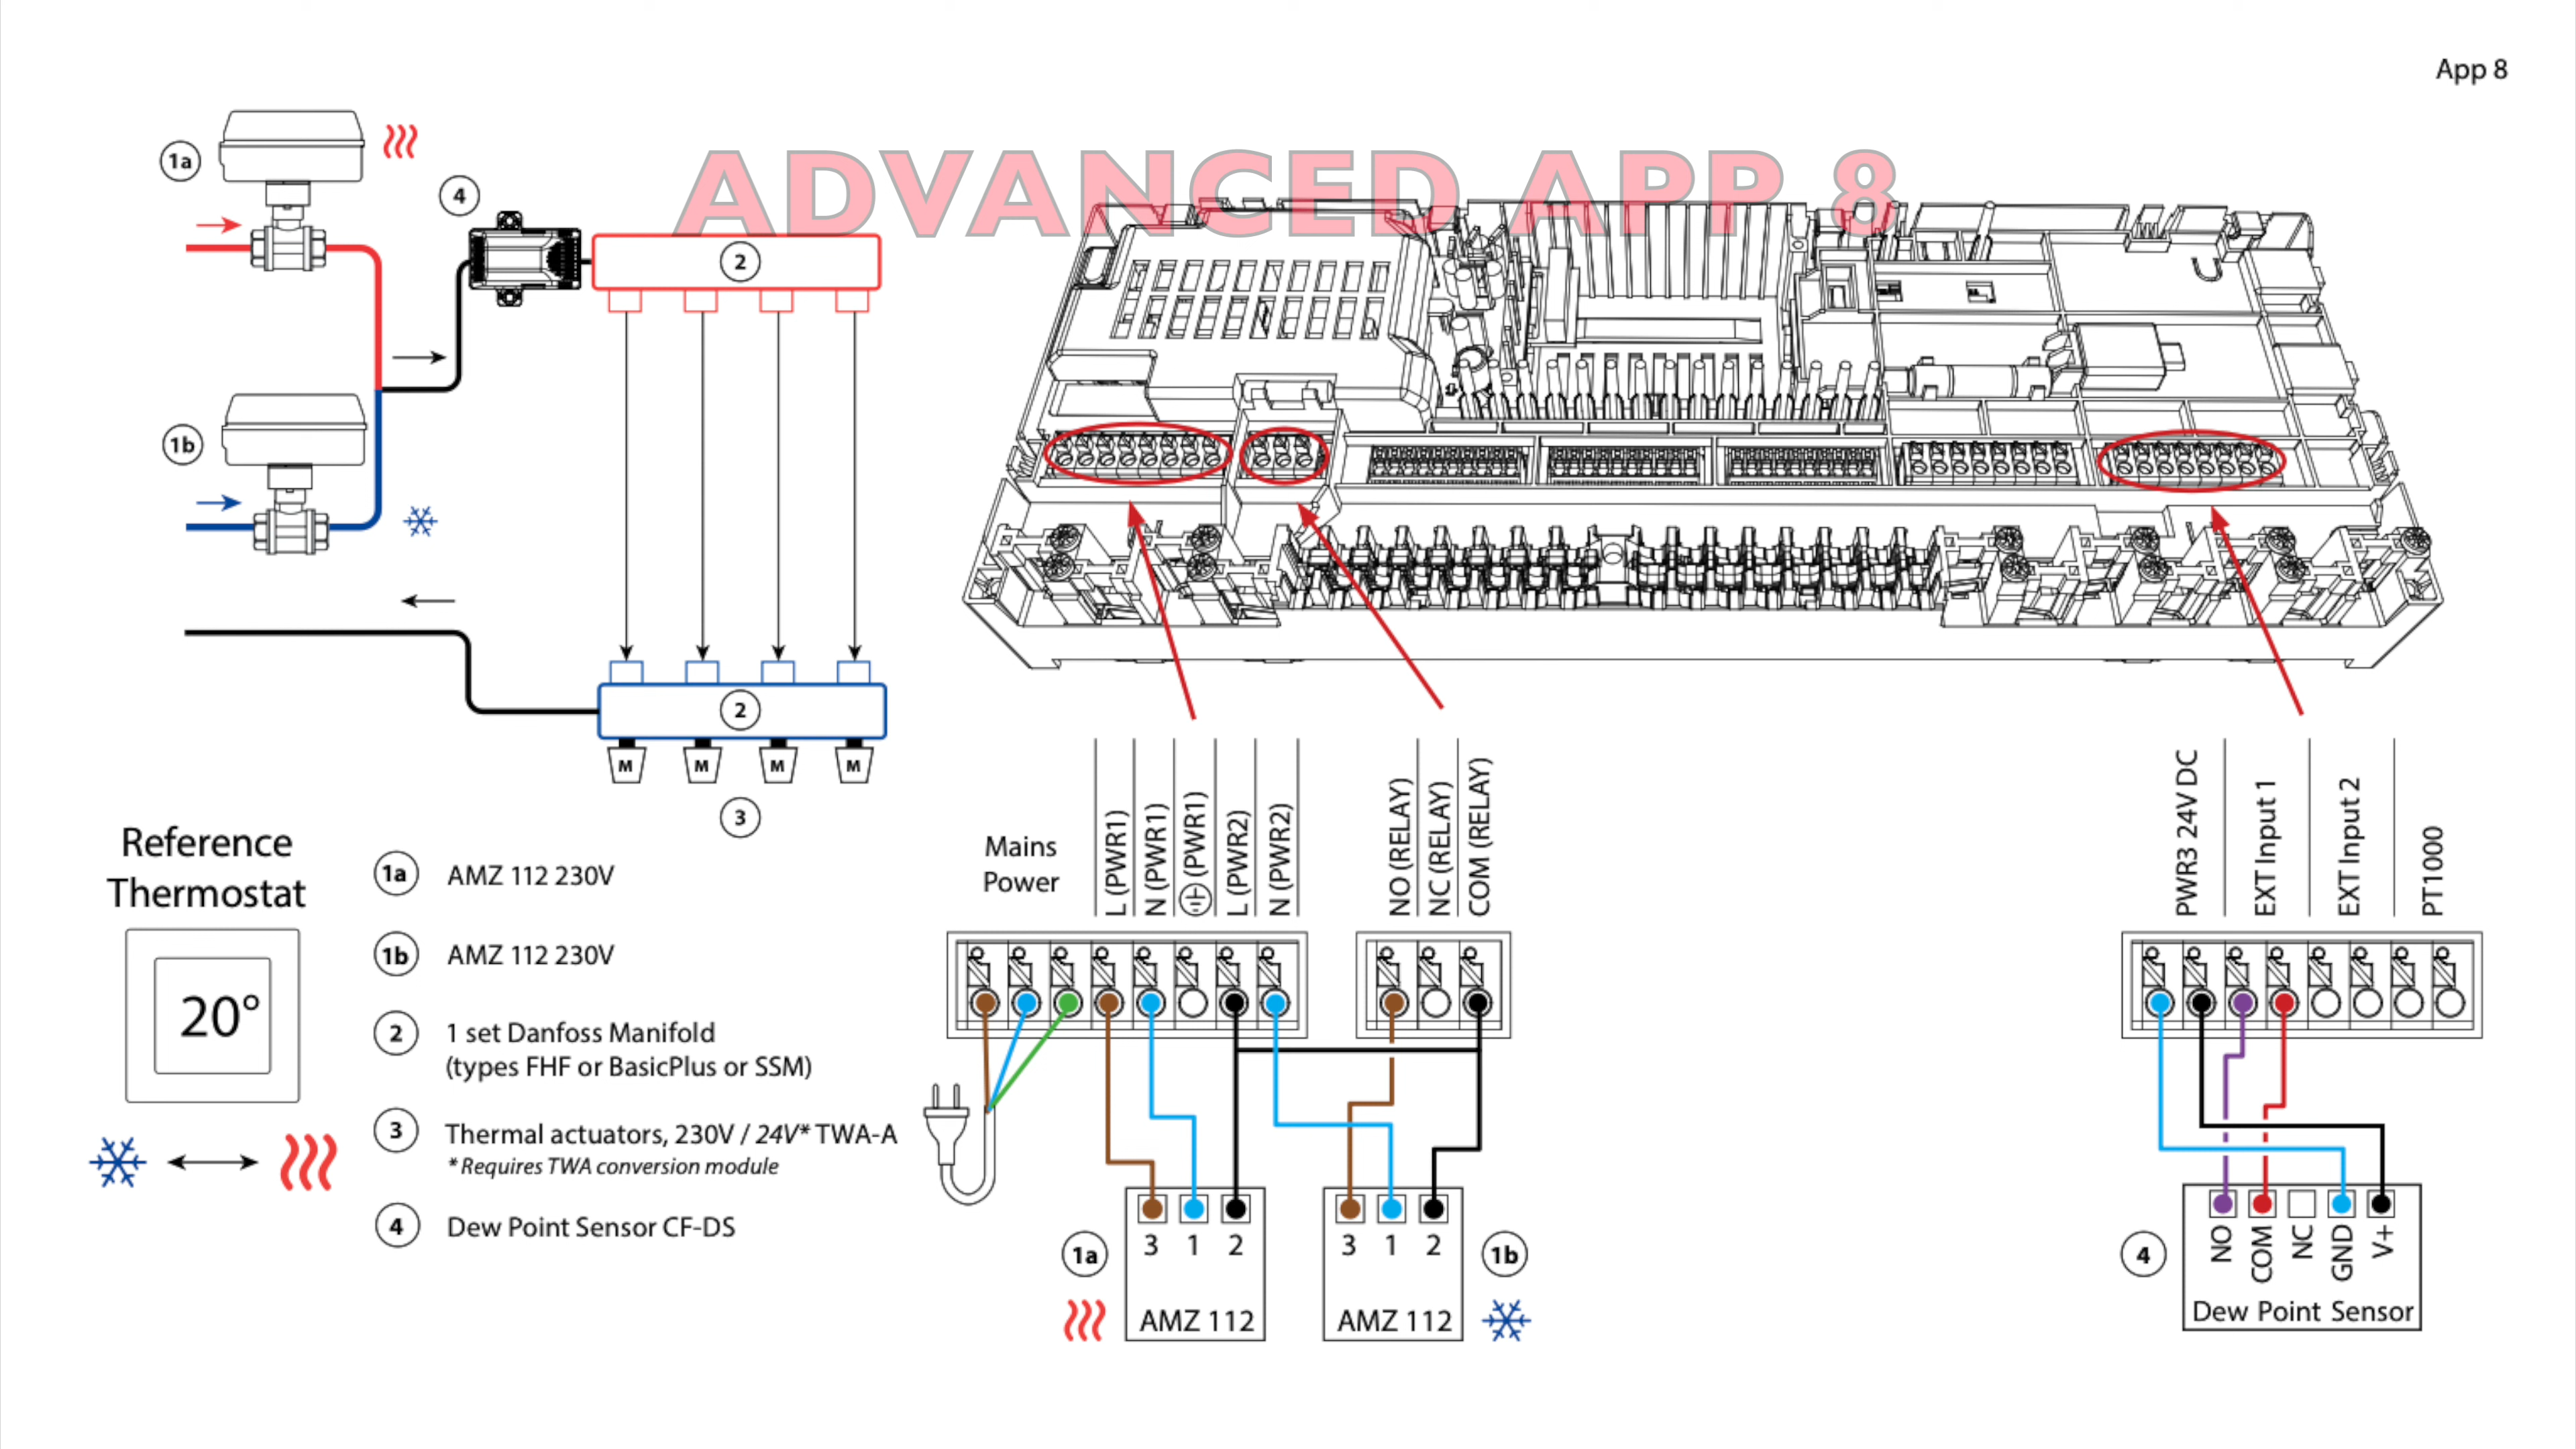 App 8
ADVANCED APP 8
1a
4
2
1b
2
M M M M
3
Reference
Thermostat
20°
1a AMZ 112 230V
1b AMZ 112 230V
2 1 set Danfoss Manifold
(types FHF or BasicPlus or SSM)
3 Thermal actuators, 230V / 24V* TWA-A
* Requires TWA conversion module
4 Dew Point Sensor CF-DS
Mains
Power
L (PWR1)
N (PWR1)
(PWR1)
L (PWR2)
N (PWR2)
NO (RELAY)
NC (RELAY)
COM (RELAY)
PWR3 24V DC
EXT Input 1
EXT Input 2
PT1000
1a
3 1 2
AMZ 112
3 1 2
AMZ 112
1b
4
NO
COM
NC
GND
V+
Dew Point Sensor